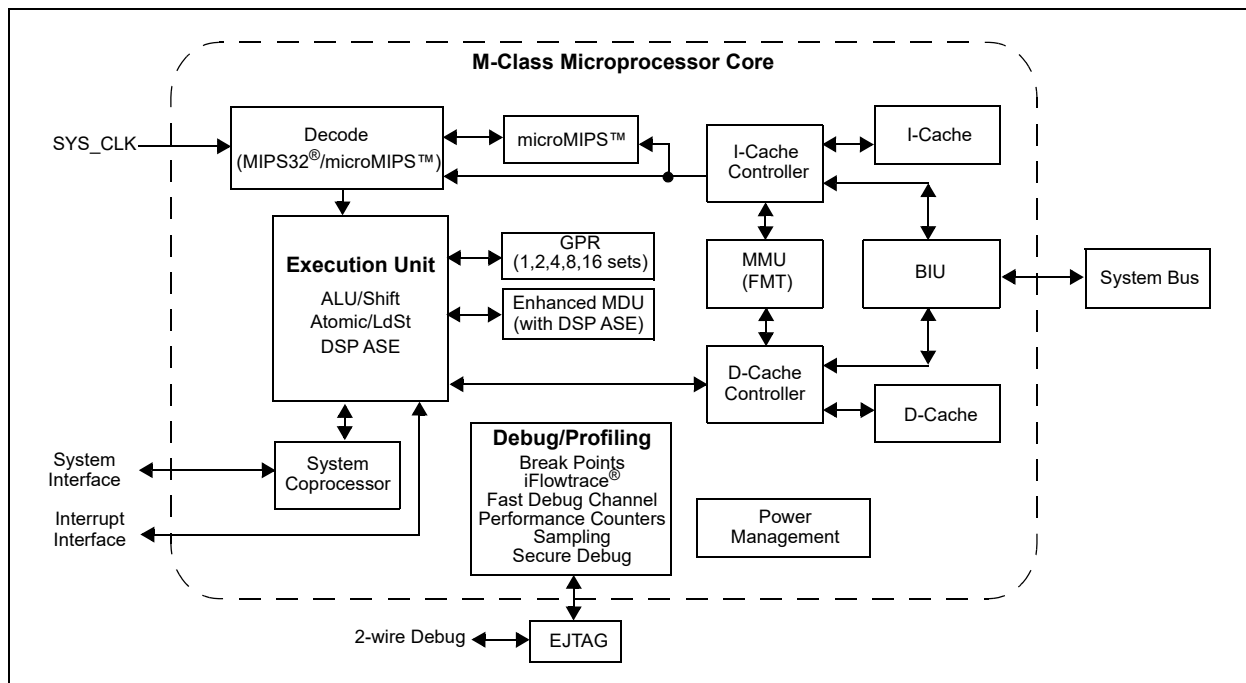 M-Class Microprocessor Core
SYS_CLK
Decode
(MIPS32®/microMIPS™)
microMIPS™
I-Cache
Controller
I-Cache
Execution Unit
ALU/Shift
Atomic/LdSt
DSP ASE
GPR
(1,2,4,8,16 sets)
Enhanced MDU
(with DSP ASE)
MMU
(FMT)
BIU
System Bus
D-Cache
Controller
D-Cache
System
Interface
System
Coprocessor
Interrupt
Interface
Debug/Profiling
Break Points
iFlowtrace®
Fast Debug Channel
Performance Counters
Sampling
Secure Debug
Power
Management
2-wire Debug
EJTAG